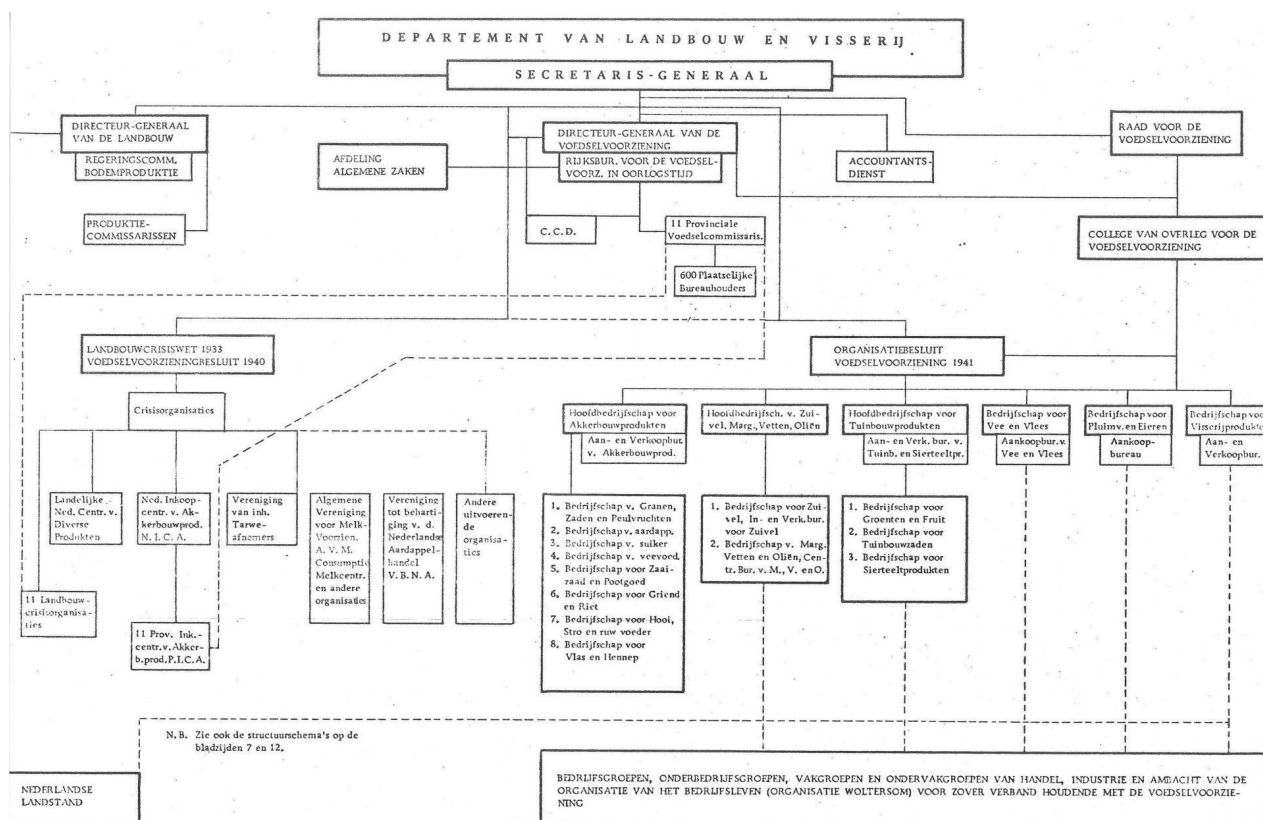 DEPARTEMENT VAN LANDBOUW EN VISSERIJ
SECRETARIS-GENERAAL
DIRECTEUR-GENERAAL
VAN DE LANDBOUW
REGERINGSCOMM.
BODEMPRODUKTIE
PRODUKTIE-
COMMISSARISSEN
AFDELING
ALGEMENE ZAKEN
DIRECTEUR-GENERAAL VAN DE
VOEDSELVOORZIENING
RIJKSBUR. VOOR DE VOEDSEL-
VOORZ. IN OORLOGSTIJD
C.C.D.
11 Provinciale
Voedselcommissaris.
600 Plaatselijke
Bureauhouders
ACCOUNTANTS-
DIENST
RAAD VOOR DE
VOEDSELVOORZIENING
COLLEGE VAN OVERLEG VOOR DE
VOEDSELVOORZIENING
LANDBOUWCRISISWET 1933
VOEDSELVOORZIENINGBESLUIT 1940
Crisisorganisaties
Landelijke
Ned. Centr. v.
Diverse
Produkten
Ned. Inkoop-
centr. v. Ak-
kerbouwprod.
N. I. C. A.
Vereniging
van inh.
Tarwe-
afnemers
Algemene
Vereniging
voor Melk-
Voorzien.
A. V. M.
Consumptie
Melkcentr.
en andere
organisaties
Vereniging
tot behartig-
ing v. d.
Nederlandse
Aardappel-
handel
V. B. N. A.
Andere
uitvoeren-
de
organisa-
ties
11 Landbouw-
crisisorganisa-
ties
11 Prov. Ink.-
centr. v. Akker-
b.prod. P.I.C.A.
ORGANISATIEBESLUIT
VOEDSELVOORZIENING 1941
Hoofdbedrijfschap voor
Akkerbouwprodukten
Aan- en Verkoopbur.
v. Akkerbouwprod.
1. Bedrijfschap v. Granen,
Zaden en Peulvruchten
2. Bedrijfschap v. aardapp.
3. Bedrijfschap v. suiker
4. Bedrijfschap v. veevoed.
5. Bedrijfschap voor Zaai-
zaad en Pootgoed
6. Bedrijfschap voor Griend
en Riet
7. Bedrijfschap voor Hooi,
Stro en ruw voeder
8. Bedrijfschap voor
Vlas en Hennep
Hoofdbedrijfsch. v. Zui-
vel, Marg., Vetten, Oliën
1. Bedrijfschap voor Zui-
vel, In- en Verk. bur.
voor Zuivel
2. Bedrijfschap v. Marg.
Vetten en Oliën, Cen-
tr. Bur. v. M., V. en O.
Hoofdbedrijfschap voor
Tuinbouwprodukten
Aan- en Verk. bur. v.
Tuinb. en Sierteeltpr.
1. Bedrijfschap voor
Groenten en Fruit
2. Bedrijfschap voor
Tuinbouwzaden
3. Bedrijfschap voor
Sierteeltprodukten
Bedrijfschap voor
Vee en Vlees
Aankoopbur. v.
Vee en Vlees
Bedrijfschap voor
Pluimv. en Eieren
Aankoop-
bureau
Bedrijfschap voor
Visserijprodukten
Aan- en
Verkoopbur.
N. B. Zie ook de structuurschema's op de
bladzijden 7 en 12.
NEDERLANDSE
LANDSTAND
BEDRIJFSGROEPEN, ONDERBEDRIJFSGROEPEN, VAKGROEPEN EN ONDERVAKGROEPEN VAN HANDEL, INDUSTRIE EN AMBACHT VAN DE
ORGANISATIE VAN HET BEDRIJFSLEVEN (ORGANISATIE WOLTERSOM) VOOR ZOVER VERBAND HOUDENDE MET DE VOEDSELVOORZIE-
NING